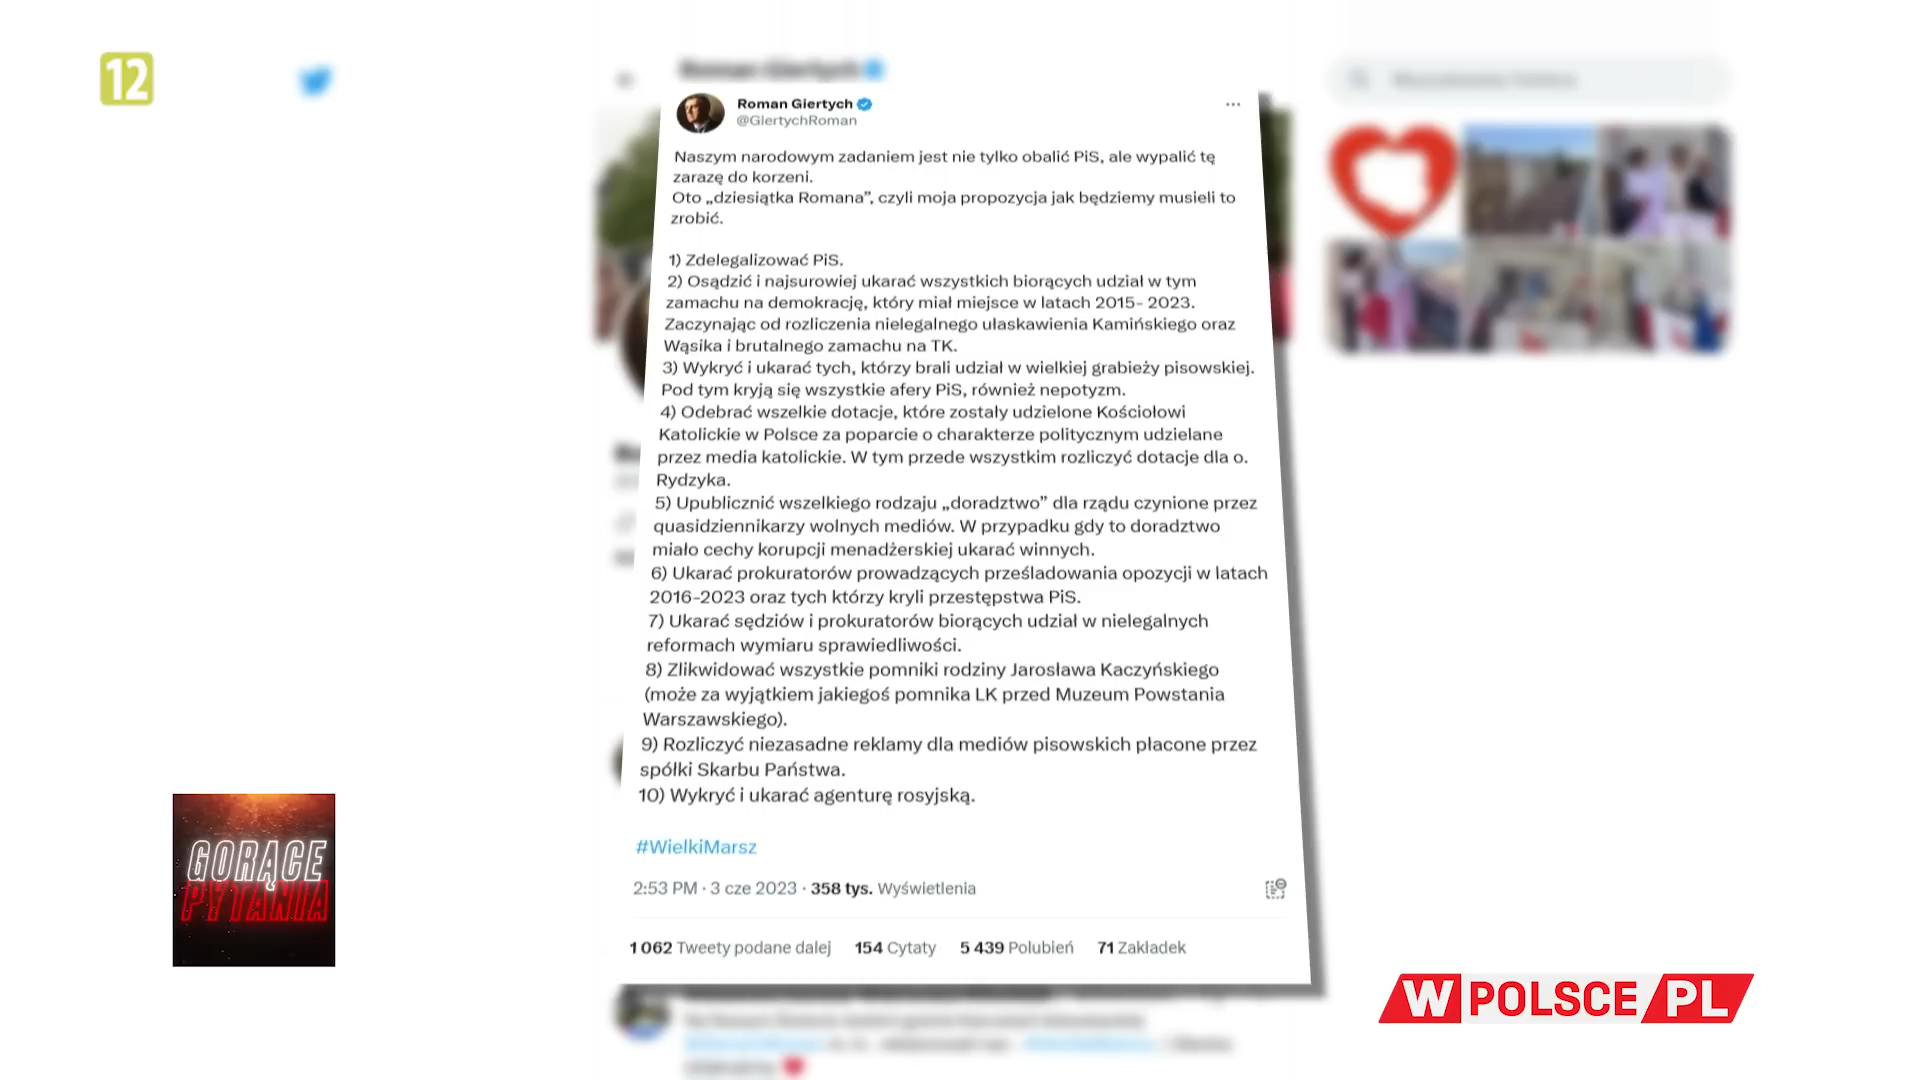 12
Roman Giertych
Roman Giertych
@GiertychRoman
Naszym narodowym zadaniem jest nie tylko obalić PiS, ale wypalić tę
zarazę do korzeni.
Oto „dziesiątka Romana”, czyli moja propozycja jak będziemy musieli to
zrobić.
1) Zdelegalizować PiS.
2) Osądzić i najsurowiej ukarać wszystkich biorących udział w tym
zamachu na demokrację, który miał miejsce w latach 2015- 2023.
Zaczynając od rozliczenia nielegalnego ułaskawienia Kamińskiego oraz
Wąsika i brutalnego zamachu na TK.
3) Wykryć i ukarać tych, którzy brali udział w wielkiej grabieży pisowskiej.
Pod tym kryją się wszystkie afery PiS, również nepotyzm.
4) Odebrać wszelkie dotacje, które zostały udzielone Kościołowi
Katolickie w Polsce za poparcie o charakterze politycznym udzielane
przez media katolickie. W tym przede wszystkim rozliczyć dotacje dla o.
Rydzyka.
5) Upublicznić wszelkiego rodzaju „doradztwo” dla rządu czynione przez
quasidziennikarzy wolnych mediów. W przypadku gdy to doradztwo
miało cechy korupcji menadżerskiej ukarać winnych.
6) Ukarać prokuratorów prowadzących prześladowania opozycji w latach
2016-2023 oraz tych którzy kryli przestępstwa PiS.
7) Ukarać sędziów i prokuratorów biorących udział w nielegalnych
reformach wymiaru sprawiedliwości.
8) Zlikwidować wszystkie pomniki rodziny Jarosława Kaczyńskiego
(może za wyjątkiem jakiegoś pomnika LK przed Muzeum Powstania
Warszawskiego).
9) Rozliczyć niezasadne reklamy dla mediów pisowskich płacone przez
spółki Skarbu Państwa.
10) Wykryć i ukarać agenturę rosyjską.
#WielkiMarsz
2:53 PM · 3 cze 2023 · 358 tys. Wyświetlenia
1 062 Tweety podane dalej 154 Cytaty 5 439 Polubień 71 Zakładek
GORĄCE
PYTANIA
WPOLSCE PL